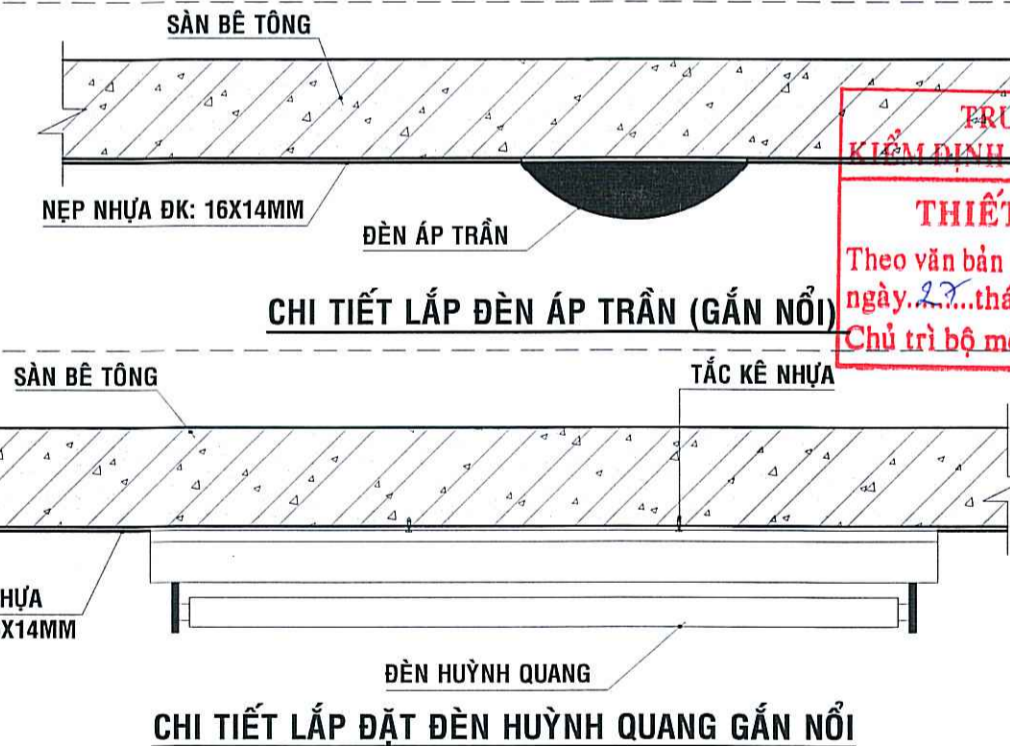 SÀN BÊ TÔNG
NẸP NHỰA ĐK: 16X14MM
ĐÈN ÁP TRẦN
CHI TIẾT LẮP ĐÈN ÁP TRẦN (GẮN NỔI)
TRU
KIỂM ĐỊNH
THIẾT
Theo văn bản
ngày..27...thá
Chủ trì bộ m
SÀN BÊ TÔNG
TẮC KÊ NHỰA
HỰA
X14MM
ĐÈN HUỲNH QUANG
CHI TIẾT LẮP ĐẶT ĐÈN HUỲNH QUANG GẮN NỔI